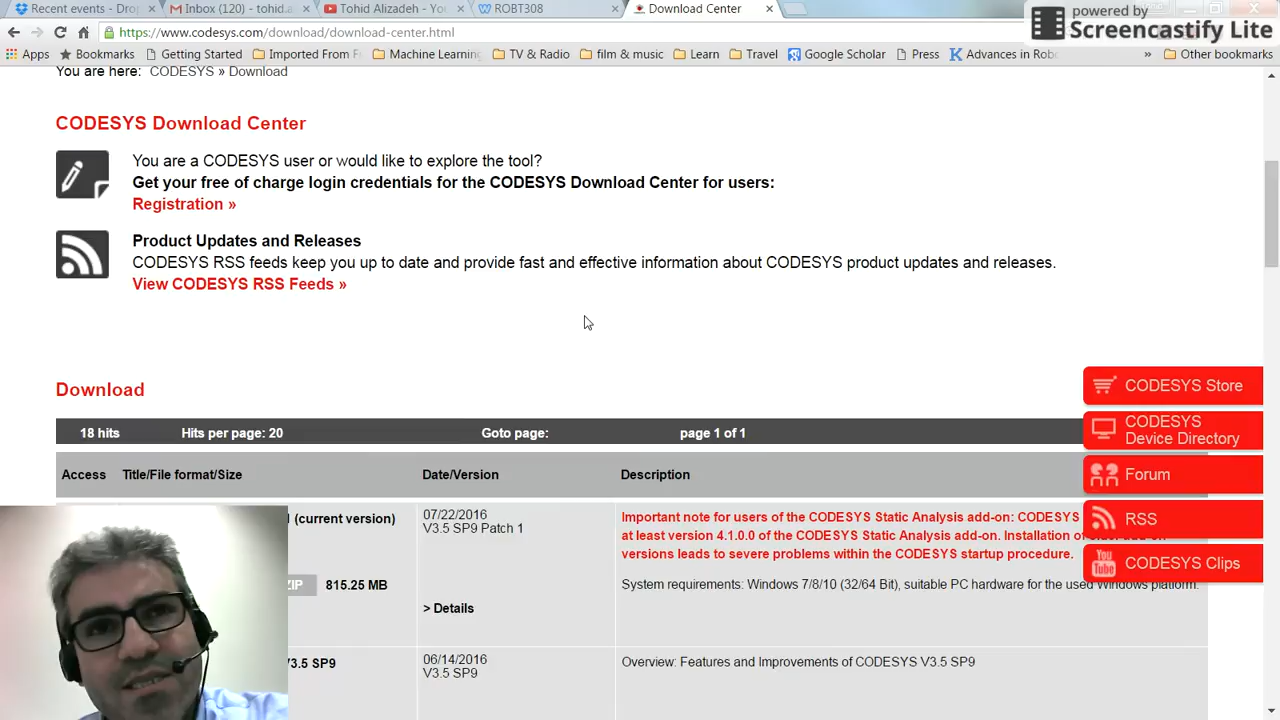 Recent events - Drop
Inbox (120) - tohid.a
Tohid Alizadeh - You
ROBT308
Download Center
powered by
Screencastify Lite
https://www.codesys.com/download/download-center.html
Apps Bookmarks Getting Started Imported From Machine Learning TV & Radio film & music Learn Travel Google Scholar Press Advances in Rob » Other bookmarks
You are here: CODESYS » Download
CODESYS Download Center
You are a CODESYS user or would like to explore the tool?
Get your free of charge login credentials for the CODESYS Download Center for users:
Registration »
Product Updates and Releases
CODESYS RSS feeds keep you up to date and provide fast and effective information about CODESYS product updates and releases.
View CODESYS RSS Feeds »
Download
CODESYS Store
CODESYS
Device Directory
Forum
RSS
You Tube
CODESYS Clips
18 hits Hits per page: 20 Goto page: page 1 of 1
Access Title/File format/Size Date/Version Description
(current version)
ZIP 815.25 MB
07/22/2016
V3.5 SP9 Patch 1
> Details
Important note for users of the CODESYS Static Analysis add-on: CODESYS
at least version 4.1.0.0 of the CODESYS Static Analysis add-on. Installation of
versions leads to severe problems within the CODESYS startup procedure.
System requirements: Windows 7/8/10 (32/64 Bit), suitable PC hardware for the used Windows platform.
V3.5 SP9
06/14/2016
V3.5 SP9
Overview: Features and Improvements of CODESYS V3.5 SP9